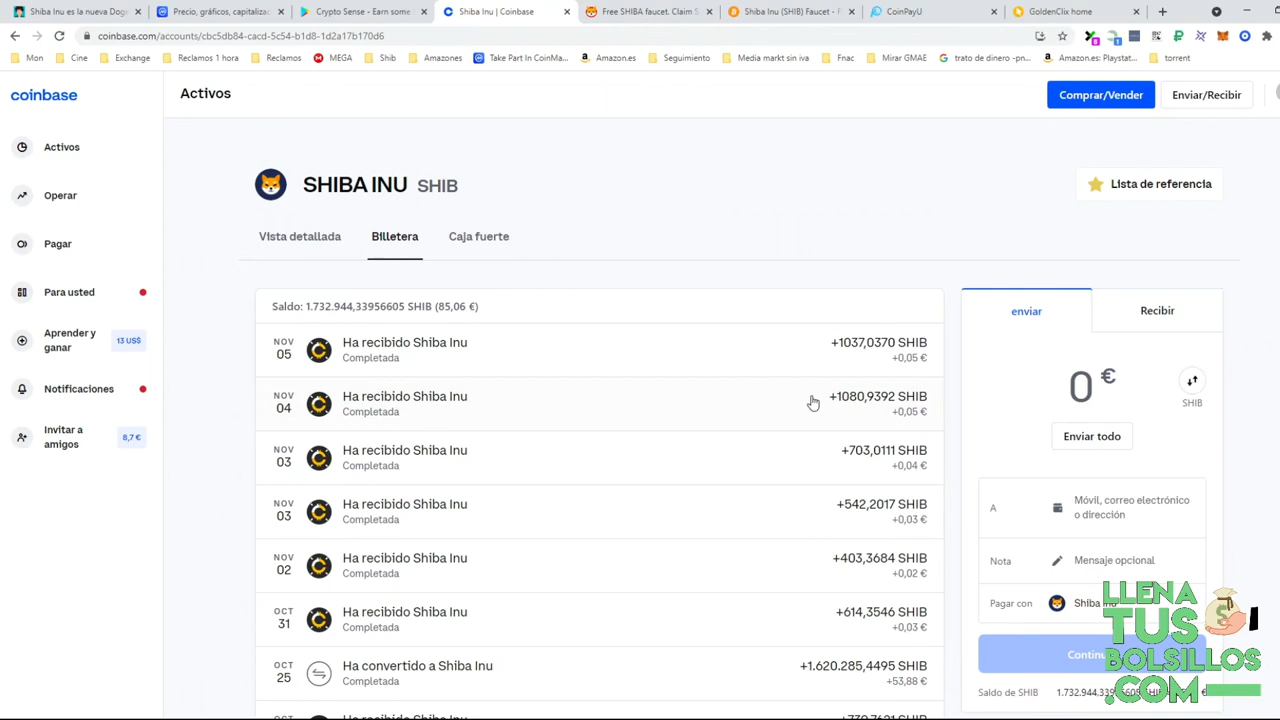 Shiba Inu es la nueva Dog
Precio, gráficos, capitaliza
Crypto Sense - Earn some
Shiba Inu | Coinbase
Free SHIBA faucet. Claim S
Shiba Inu (SHIB) Faucet - F
CoinPayU
GoldenClix home
coinbase.com/accounts/cbc5db84-cacd-5c54-b1d8-1d2a17b170d6
Mon
Cine
Exchange
Reclamos 1 hora
Reclamos
MEGA
Shib
Amazones
Take Part In CoinMa...
Amazon.es
Seguimiento
Media markt sin iva
Fnac
Mirar GMAE
trato de dinero -pn...
Amazon.es: Playstat...
torrent
coinbase
Activos
Comprar/Vender
Enviar/Recibir
Activos
Operar
Pagar
Para usted
Aprender y
ganar
13 US$
Notificaciones
Invitar a
amigos
8,7 €
SHIBA INU SHIB
Lista de referencia
Vista detallada
Billetera
Caja fuerte
Saldo: 1.732.944,33956605 SHIB (85,06 €)
NOV
05
Ha recibido Shiba Inu
Completada
+1037,0370 SHIB
+0,05 €
NOV
04
Ha recibido Shiba Inu
Completada
+1080,9392 SHIB
+0,05 €
NOV
03
Ha recibido Shiba Inu
Completada
+703,0111 SHIB
+0,04 €
NOV
03
Ha recibido Shiba Inu
Completada
+542,2017 SHIB
+0,03 €
NOV
02
Ha recibido Shiba Inu
Completada
+403,3684 SHIB
+0,02 €
OCT
31
Ha recibido Shiba Inu
Completada
+614,3546 SHIB
+0,03 €
OCT
25
Ha convertido a Shiba Inu
Completada
+1.620.285,4495 SHIB
+53,88 €
OCT
Ha recibido Shiba Inu
enviar
Recibir
0 €
SHIB
Enviar todo
A
Móvil, correo electrónico
o dirección
Nota
Mensaje opcional
Pagar con
Shiba Inu
Continu
Saldo de SHIB
LLENA
TUS
BOLSILLOS
.COM